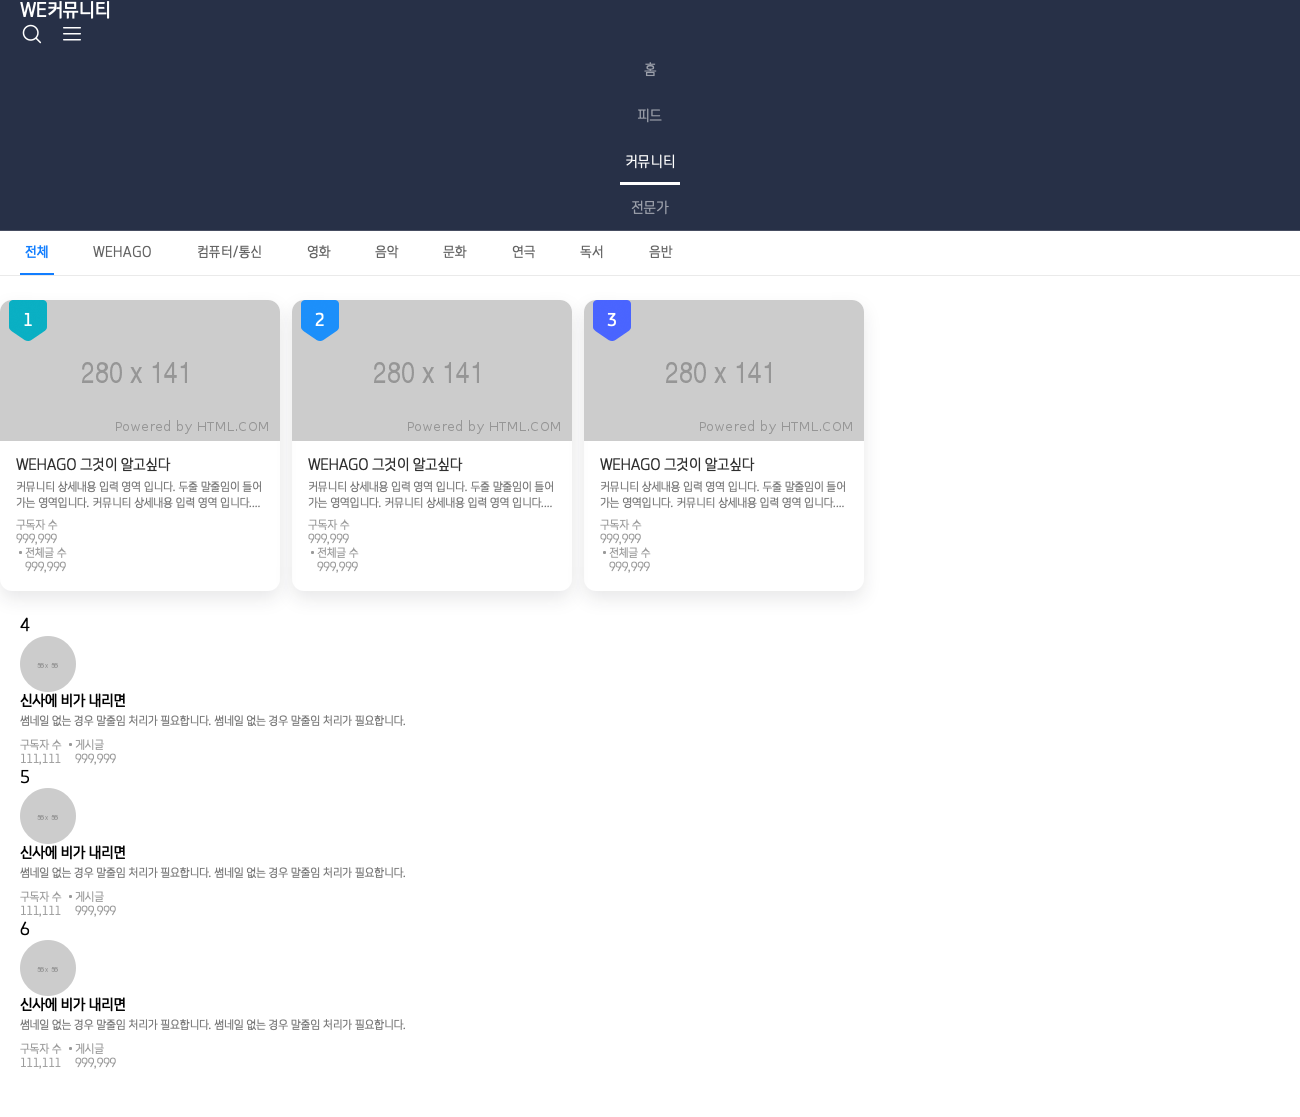 WE커뮤니티
홈
피드
커뮤니티
전문가
전체 WEHAGO 컴퓨터/통신 영화 음악 문화 연극 독서 음반
1 2 3
280 x 141 280 x 141 280 x 141
Powered by HTML.COM Powered by HTML.COM Powered by HTML.COM
WEHAGO 그것이 알고싶다 WEHAGO 그것이 알고싶다 WEHAGO 그것이 알고싶다
커뮤니티 상세내용 입력 영역 입니다. 두줄 말줄임이 들어 커뮤니티 상세내용 입력 영역 입니다. 두줄 말줄임이 들어 커뮤니티 상세내용 입력 영역 입니다. 두줄 말줄임이 들어
가는 영역입니다. 커뮤니티 상세내용 입력 영역 입니다.... 가는 영역입니다. 커뮤니티 상세내용 입력 영역 입니다.... 가는 영역입니다. 커뮤니티 상세내용 입력 영역 입니다....
구독자 수 구독자 수 구독자 수
999,999 999,999 999,999
• 전체글 수 • 전체글 수 • 전체글 수
999,999 999,999 999,999
4
신사에 비가 내리면
썸네일 없는 경우 말줄임 처리가 필요합니다. 썸네일 없는 경우 말줄임 처리가 필요합니다.
구독자 수 • 게시글
111,111 999,999
5
신사에 비가 내리면
썸네일 없는 경우 말줄임 처리가 필요합니다. 썸네일 없는 경우 말줄임 처리가 필요합니다.
구독자 수 • 게시글
111,111 999,999
6
신사에 비가 내리면
썸네일 없는 경우 말줄임 처리가 필요합니다. 썸네일 없는 경우 말줄임 처리가 필요합니다.
구독자 수 • 게시글
111,111 999,999